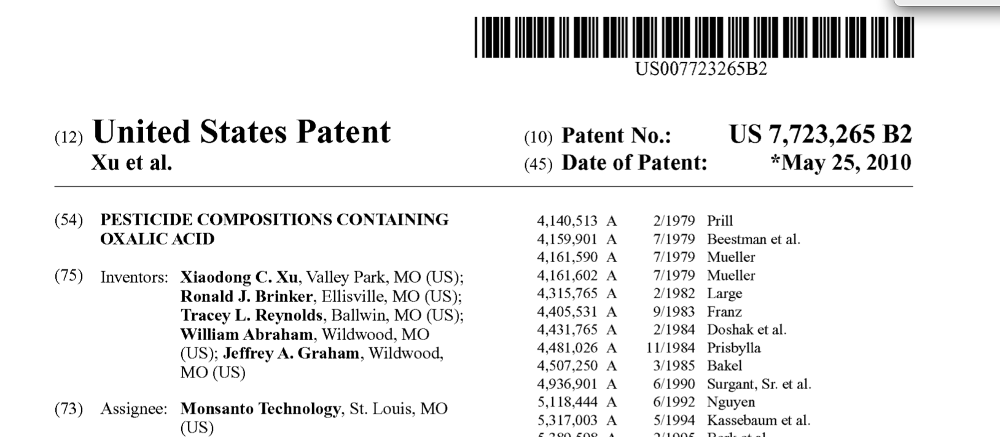 US007723265B2
(12) United States Patent
Xu et al.
(10) Patent No.: US 7,723,265 B2
(45) Date of Patent: *May 25, 2010
(54) PESTICIDE COMPOSITIONS CONTAINING
OXALIC ACID
(75) Inventors: Xiaodong C. Xu, Valley Park, MO (US);
Ronald J. Brinker, Ellisville, MO (US);
Tracey L. Reynolds, Ballwin, MO (US);
William Abraham, Wildwood, MO
(US); Jeffrey A. Graham, Wildwood,
MO (US)
(73) Assignee: Monsanto Technology, St. Louis, MO
(US)
4,140,513 A 2/1979 Prill
4,159,901 A 7/1979 Beestman et al.
4,161,590 A 7/1979 Mueller
4,161,602 A 7/1979 Mueller
4,315,765 A 2/1982 Large
4,405,531 A 9/1983 Franz
4,431,765 A 2/1984 Doshak et al.
4,481,026 A 11/1984 Prisbylla
4,507,250 A 3/1985 Bakel
4,936,901 A 6/1990 Surgant, Sr. et al.
5,118,444 A 6/1992 Nguyen
5,317,003 A 5/1994 Kassebaum et al.